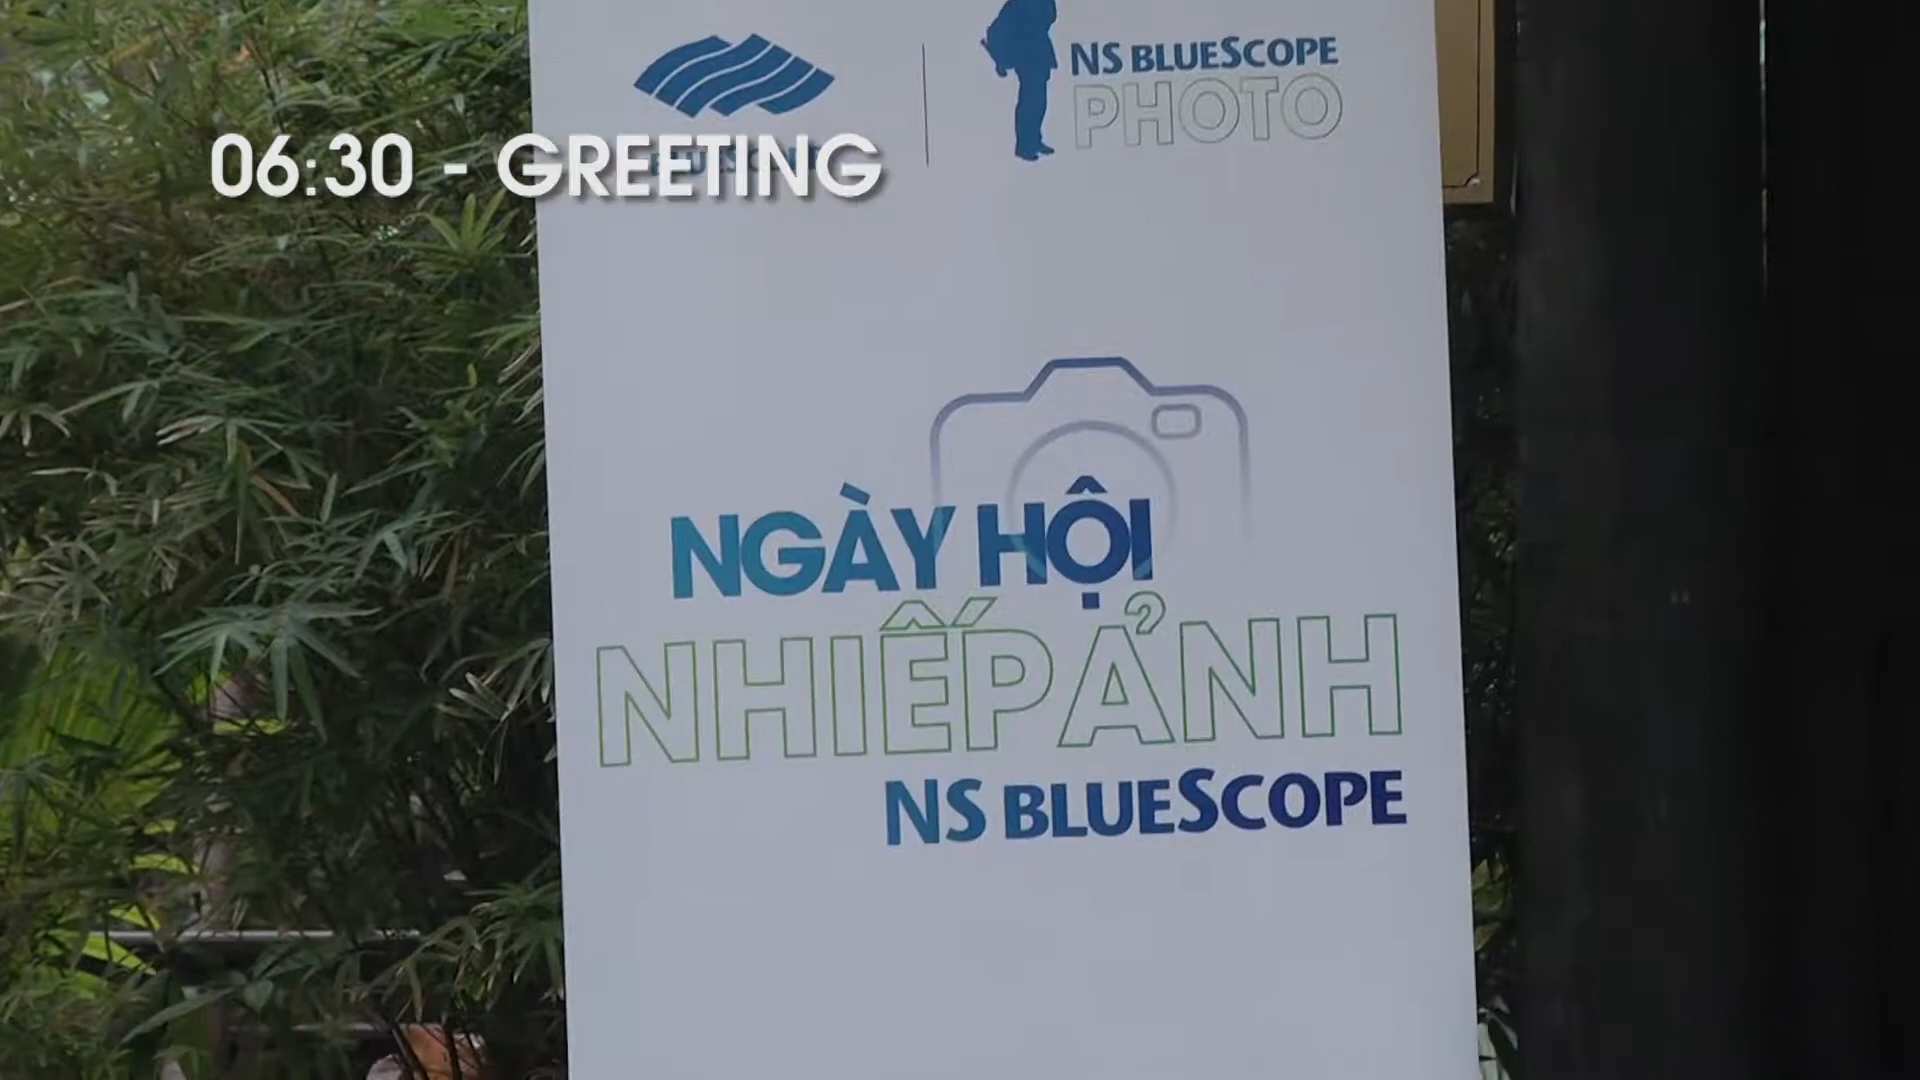 NS BLUESCOPE
PHOTO
06:30 - GREETING
NGÀY HỘI
NHIẾP ẢNH
NS BLUESCOPE